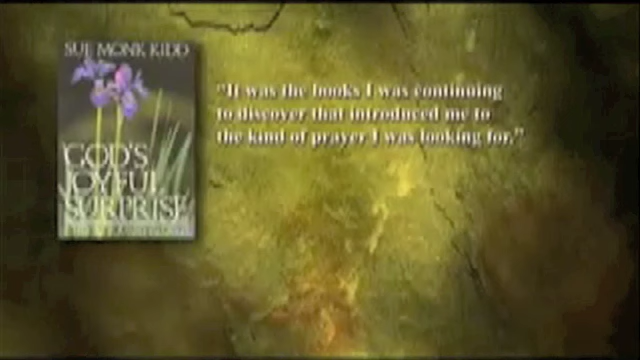 SUE MONK KIDD
GOD'S
JOYFUL
SURPRISE
"It was the books I was continuing
to discover that introduced me to
the kind of prayer I was looking for."